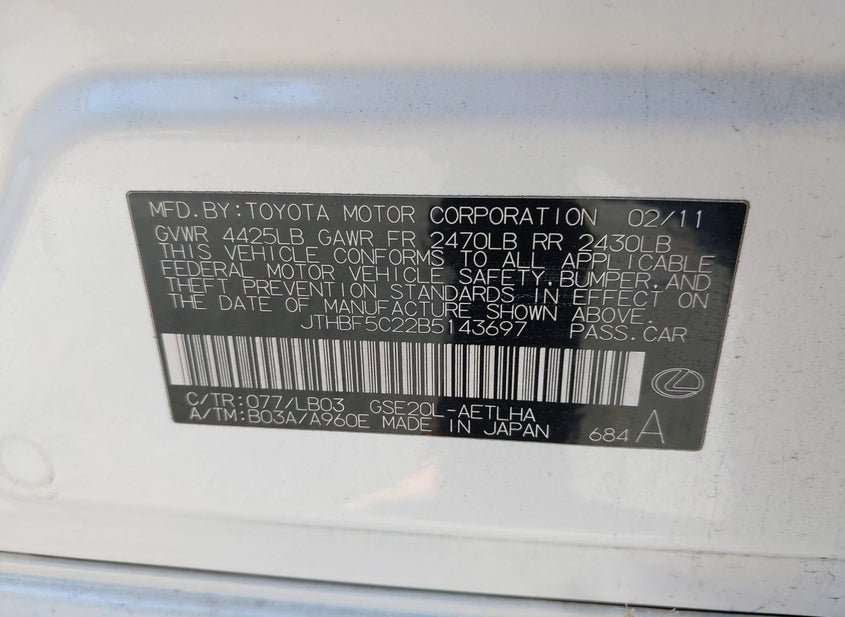 MFD.BY:TOYOTA MOTOR CORPORATION 02/11
GVWR 4425LB GAWR FR 2470LB RR 2430LB
THIS VEHICLE CONFORMS TO ALL APPLICABLE
FEDERAL MOTOR VEHICLE SAFETY,BUMPER,AND
THEFT PREVENTION STANDARDS IN EFFECT ON
THE DATE OF MANUFACTURE SHOWN ABOVE.
JTHBF5C22B5143697 PASS.CAR
C/TR:077/LB03 GSE20L-AETLHA
A/TM:B03A/A960E MADE IN JAPAN 684 A